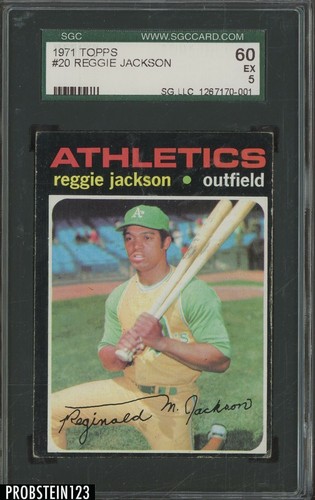 SGC WWW.SGCCARD.COM SGC
1971 TOPPS
#20 REGGIE JACKSON
60
EX
5
SG,LLC 1267170-001
ATHLETICS
reggie jackson • outfield
A's
Reginald M. Jackson
PROBSTEIN123